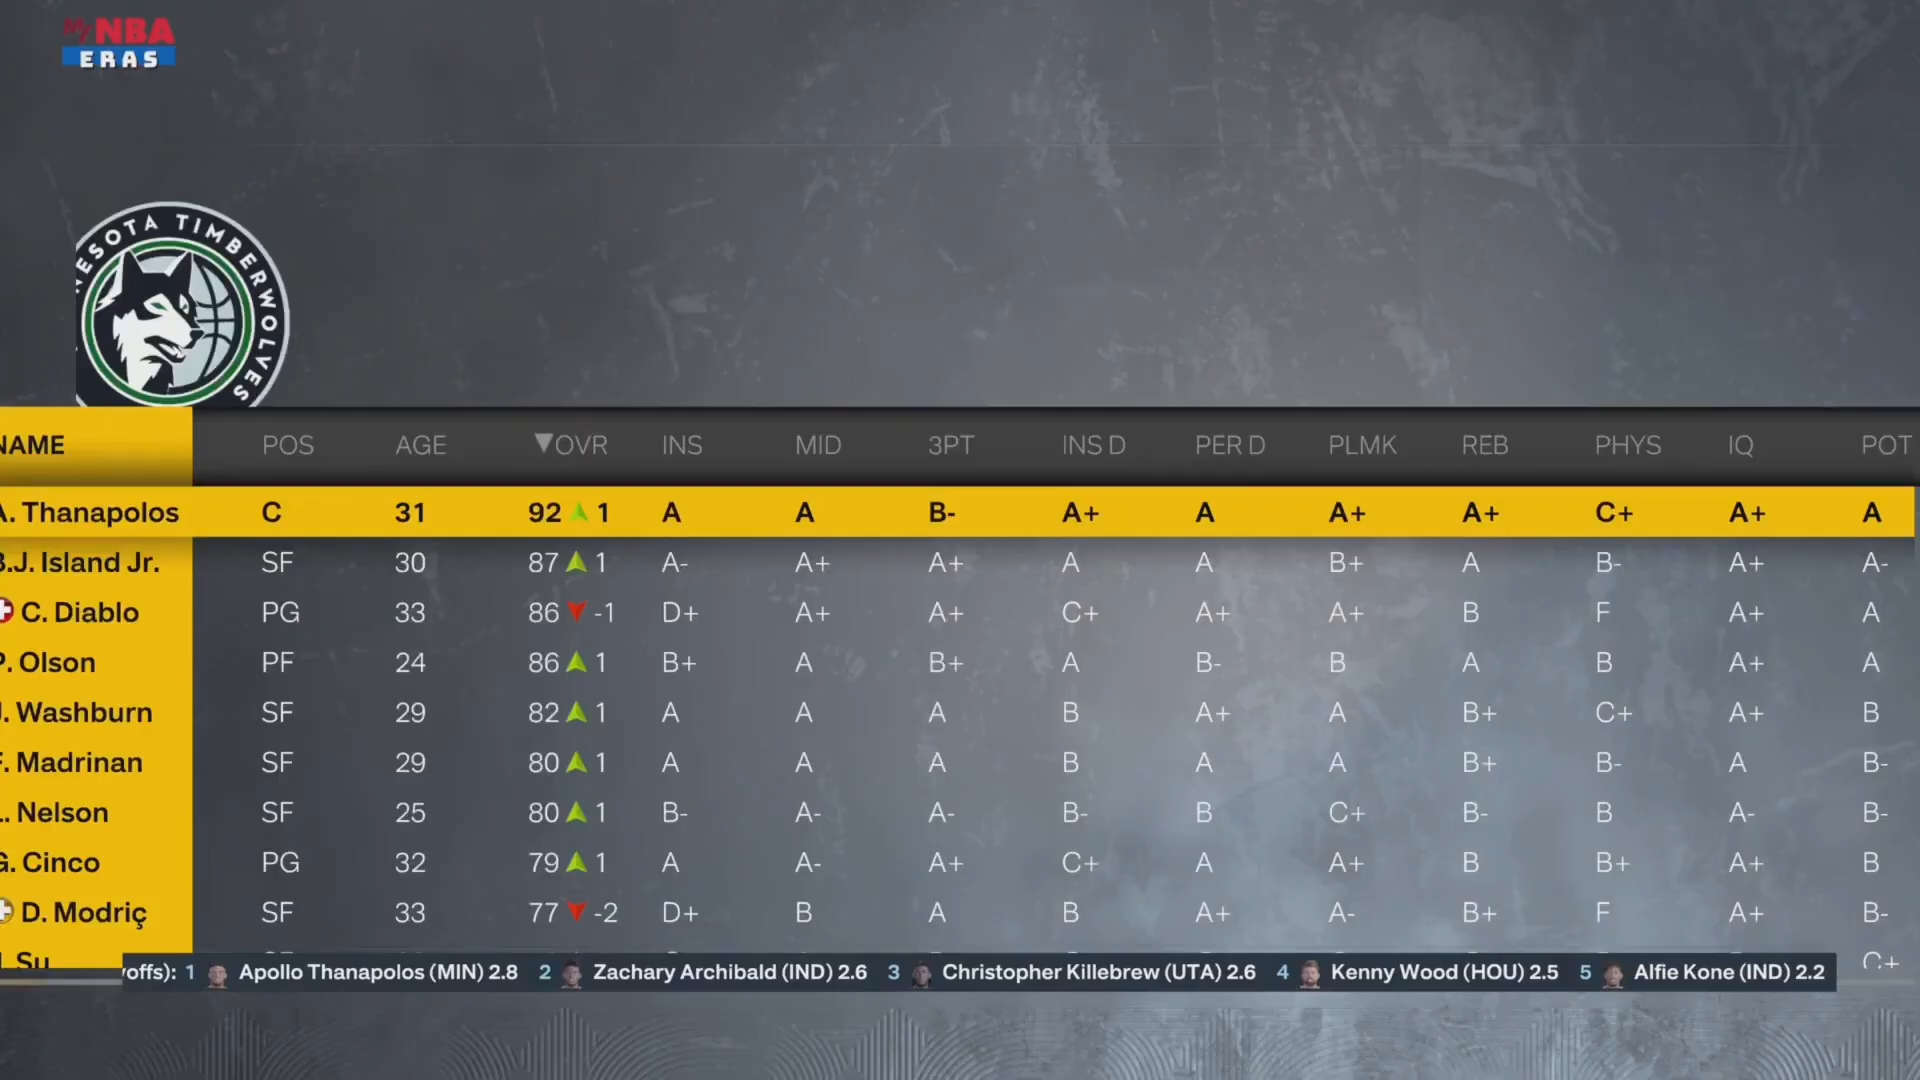 My NBA
ERAS
NESOTA TIMBERWOLVES
NAME POS AGE ▼OVR INS MID 3PT INS D PER D PLMK REB PHYS IQ POT
A. Thanapolos C 31 92 1 A A B- A+ A A+ A+ C+ A+ A
B.J. Island Jr. SF 30 87 1 A- A+ A+ A A B+ A B- A+ A-
C. Diablo PG 33 86 -1 D+ A+ A+ C+ A+ A+ B F A+ A
P. Olson PF 24 86 1 B+ A B+ A B- B A B A+ A
J. Washburn SF 29 82 1 A A A B A+ A B+ C+ A+ B
F. Madrinan SF 29 80 1 A A A B A A B+ B- A B-
. Nelson SF 25 80 1 B- A- A- B- B C+ B- B A- B-
G. Cinco PG 32 79 1 A A- A+ C+ A A+ B B+ A+ B
D. Modriç SF 33 77 -2 D+ B A B A+ A- B+ F A+ B-
Su C+
yoffs): 1 Apollo Thanapolos (MIN) 2.8 2 Zachary Archibald (IND) 2.6 3 Christopher Killebrew (UTA) 2.6 4 Kenny Wood (HOU) 2.5 5 Alfie Kone (IND) 2.2